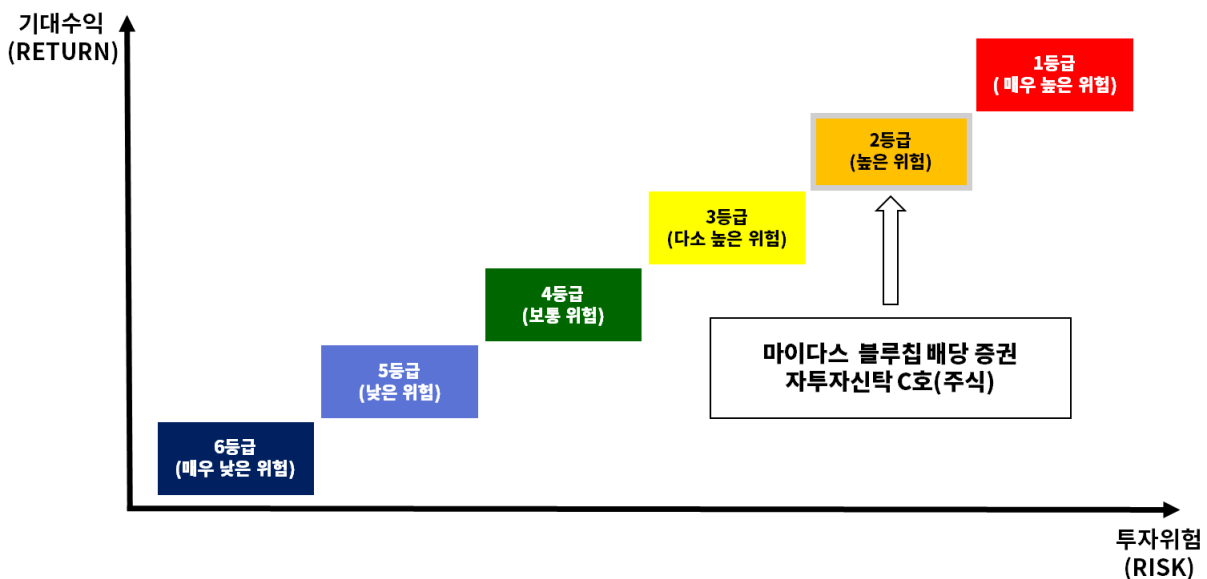 기대수익
(RETURN)
1등급
( 매우 높은 위험)
2등급
(높은 위험)
3등급
(다소 높은 위험)
4등급
(보통 위험)
마이다스 블루칩 배당 증권
자투자신탁 C호(주식)
5등급
(낮은 위험)
6등급
(매우 낮은 위험)
투자위험
(RISK)